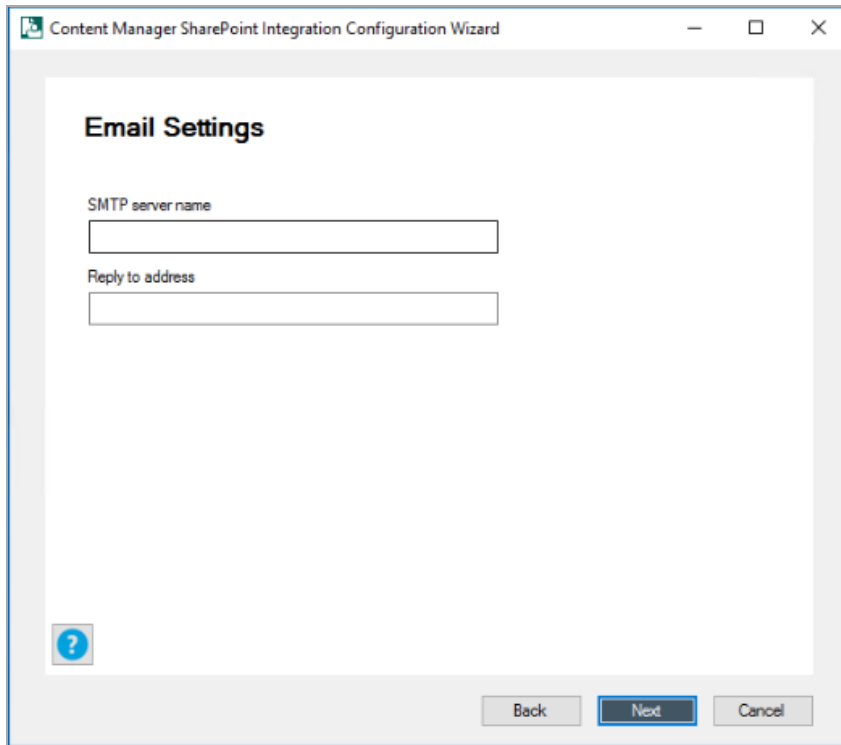 Content Manager SharePoint Integration Configuration Wizard
Email Settings
SMTP server name
Reply to address
?
Back
Next
Cancel